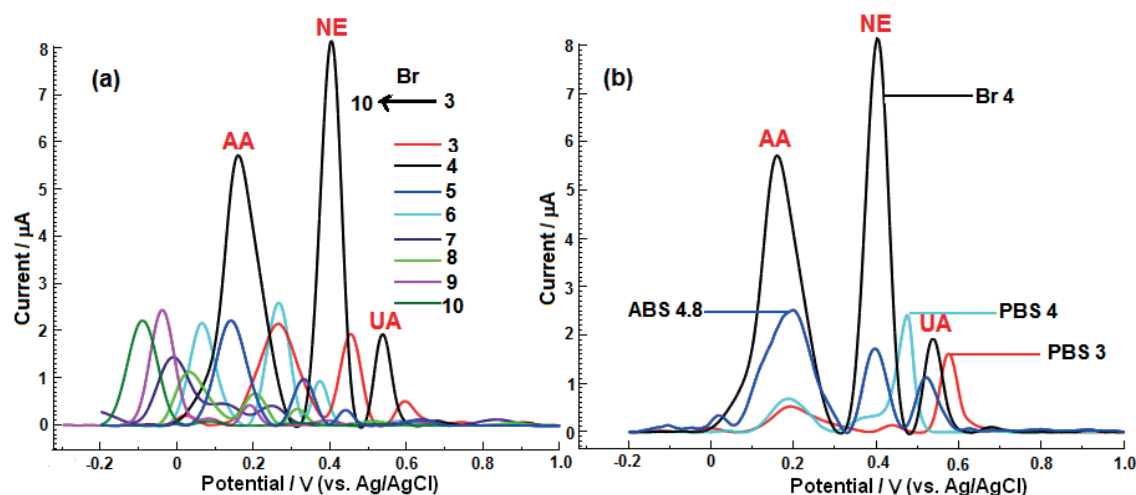 (a)
Br
10 3
AA
NE
UA
3
4
5
6
7
8
9
10
8
7
6
5
4
3
2
1
0
Current / µA
-0.2 0 0.2 0.4 0.6 0.8 1.0
Potential / V (vs. Ag/AgCl)
(b)
AA
NE
UA
Br 4
ABS 4.8
PBS 4
PBS 3
8
7
6
5
4
3
2
1
0
Current / µA
-0.2 0 0.2 0.4 0.6 0.8 1.0
Potential / V (vs. Ag/AgCl)